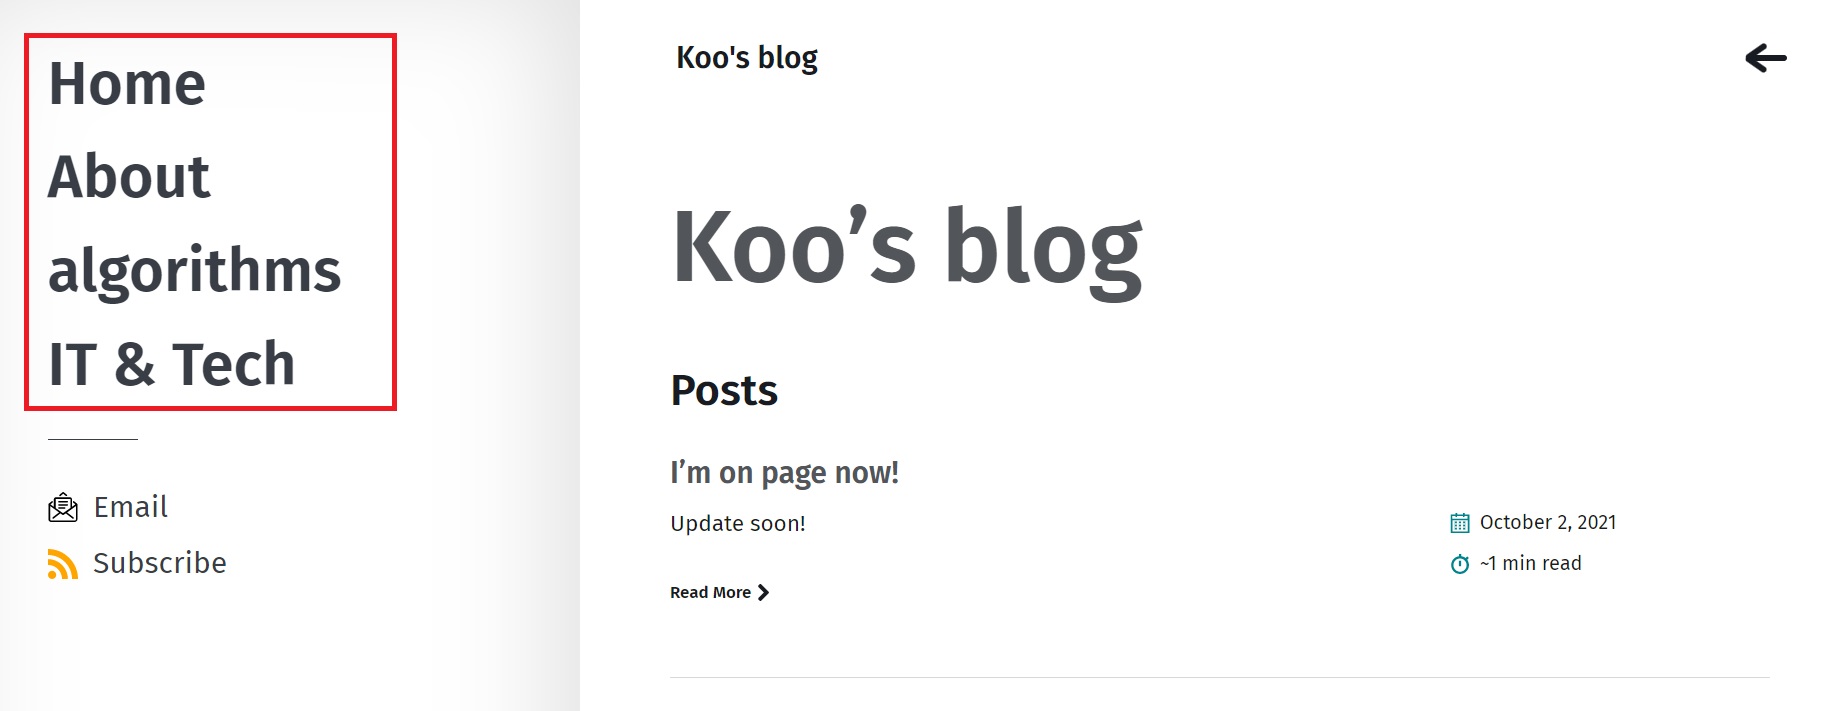 Home
About
algorithms
IT & Tech
Email
Subscribe
Koo's blog
Koo’s blog
Posts
I’m on page now!
Update soon!
October 2, 2021
~1 min read
Read More